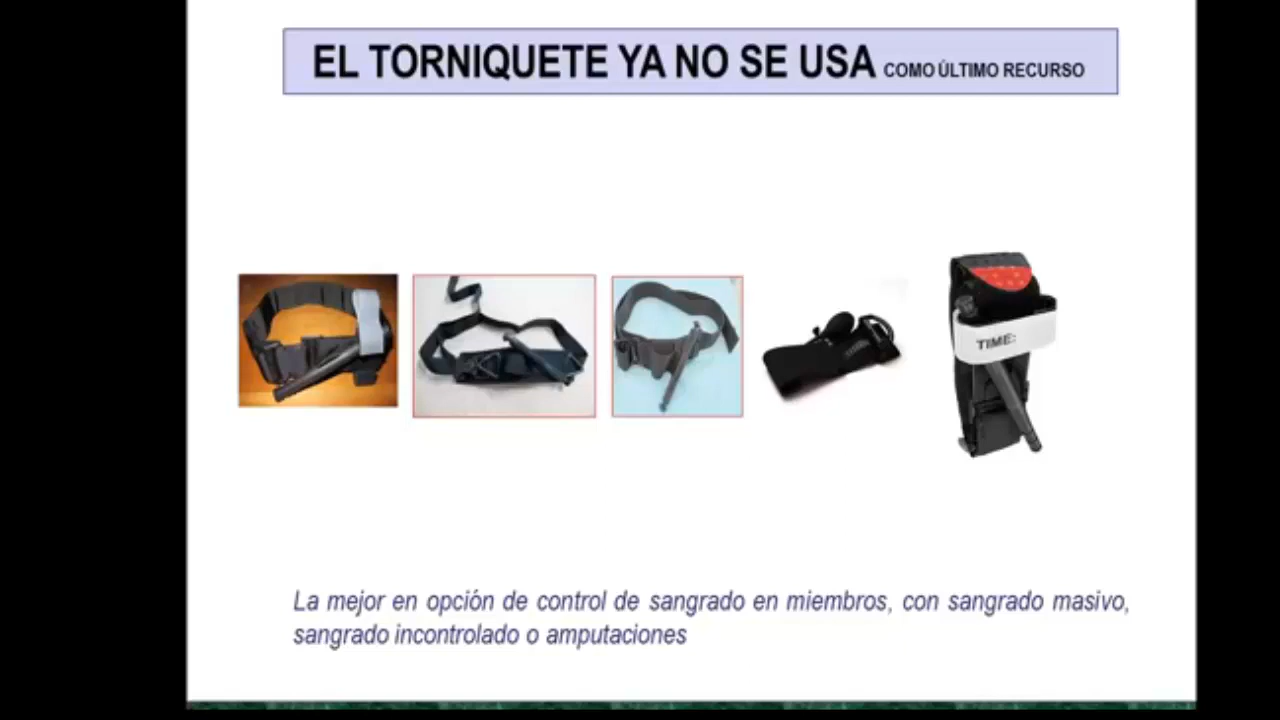 EL TORNIQUETE YA NO SE USA COMO ÚLTIMO RECURSO
TIME:
La mejor en opción de control de sangrado en miembros, con sangrado masivo,
sangrado incontrolado o amputaciones